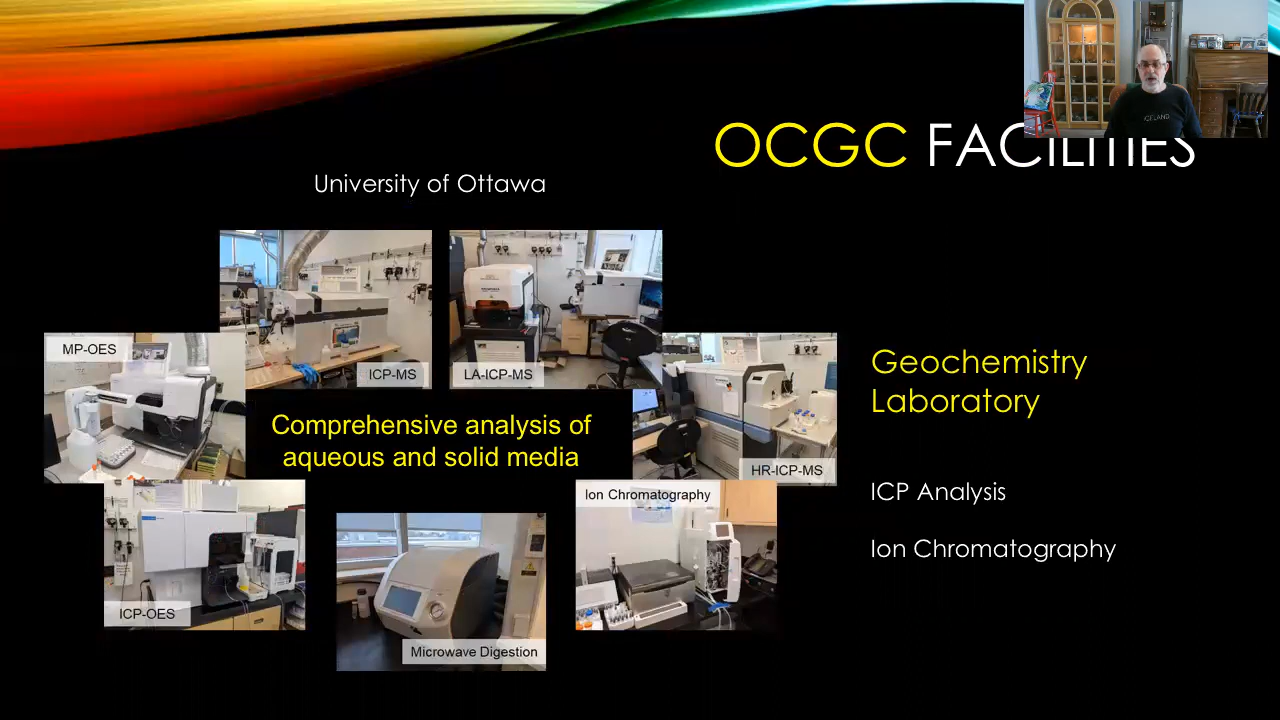 OCGC FACILITIES
University of Ottawa
ICELAND
MP-OES
ICP-MS
LA-ICP-MS
HR-ICP-MS
Comprehensive analysis of
aqueous and solid media
Geochemistry
Laboratory
ICP Analysis
Ion Chromatography
ICP-OES
Microwave Digestion
Ion Chromatography